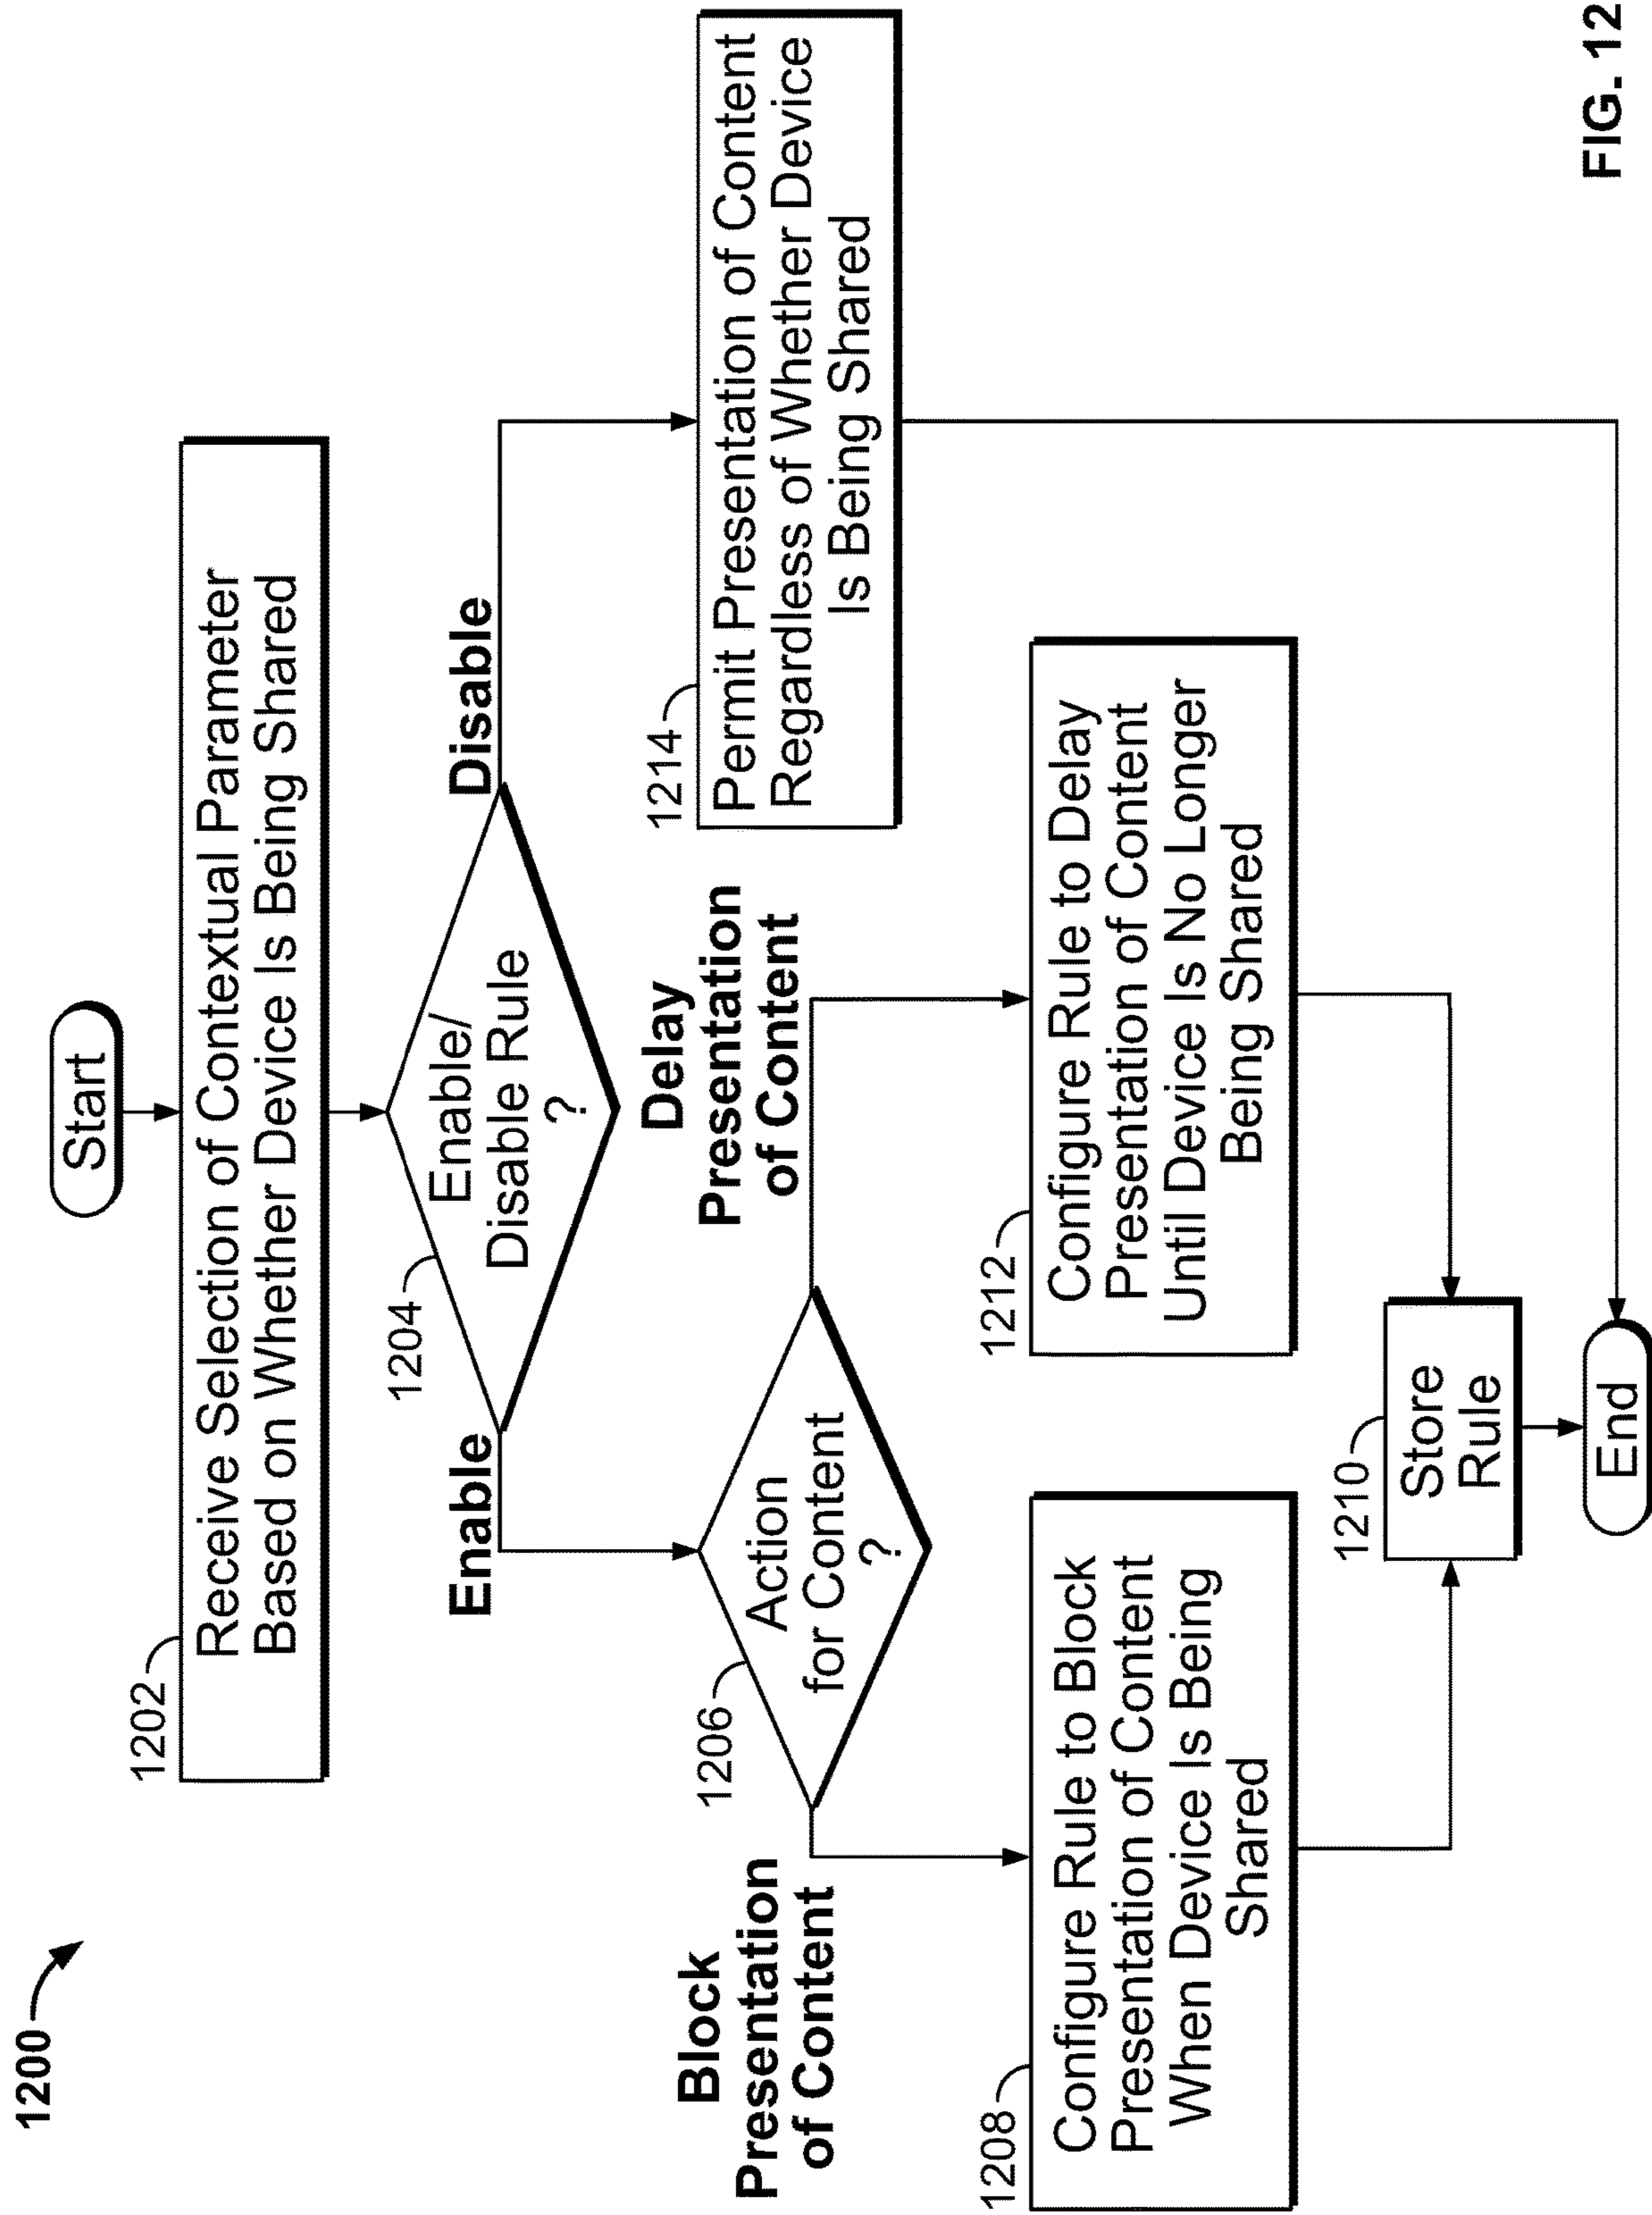 1200
Start
1202
Receive Selection of Contextual Parameter
Based on Whether Device Is Being Shared
1204
Enable/
Disable Rule
?
Enable
Disable
1206
Action
for Content
?
Block
Presentation
of Content
Delay
Presentation
of Content
1214
Permit Presentation of Content
Regardless of Whether Device
Is Being Shared
1208
Configure Rule to Block
Presentation of Content
When Device Is Being
Shared
1212
Configure Rule to Delay
Presentation of Content
Until Device Is No Longer
Being Shared
1210
Store
Rule
End
FIG. 12